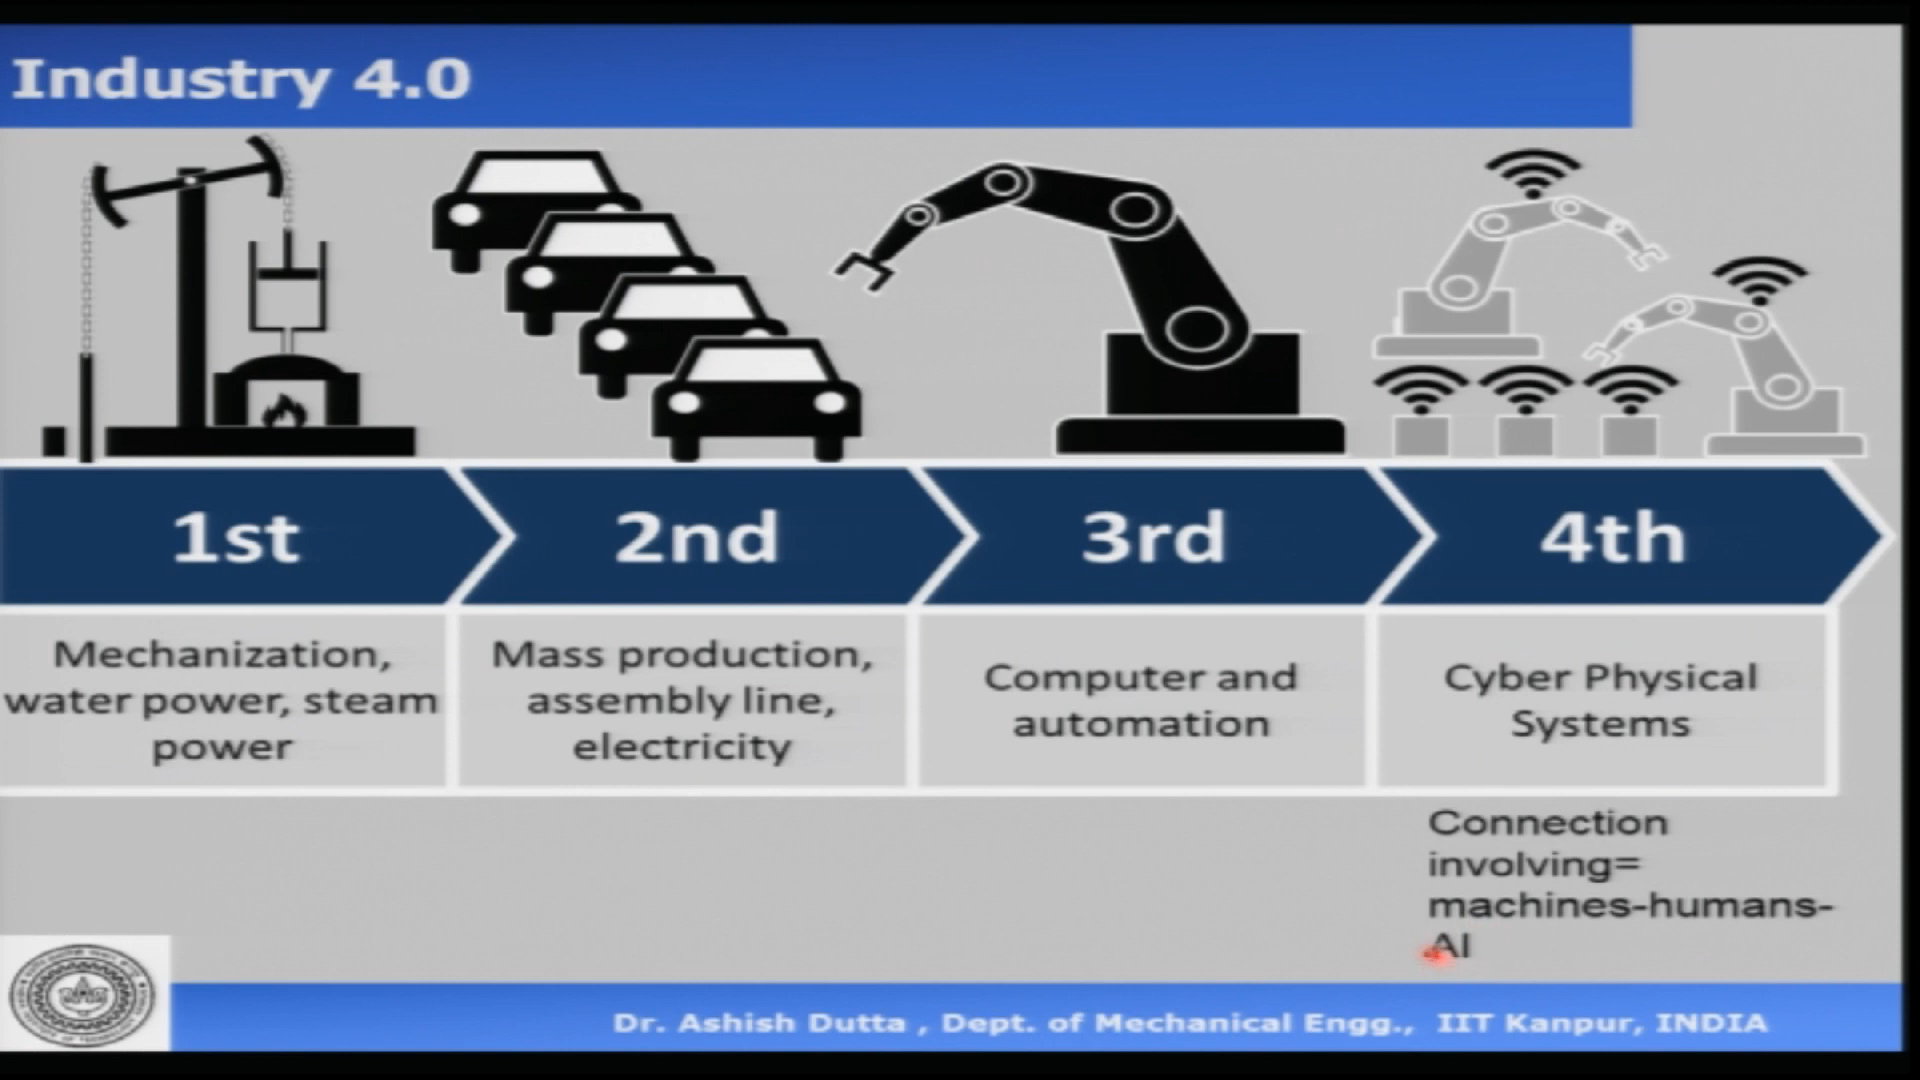 Industry 4.0
1st
2nd
3rd
4th
Mechanization,
water power, steam
power
Mass production,
assembly line,
electricity
Computer and
automation
Cyber Physical
Systems
Connection
involving=
machines-humans-
AI
Dr. Ashish Dutta , Dept. of Mechanical Engg., IIT Kanpur, INDIA